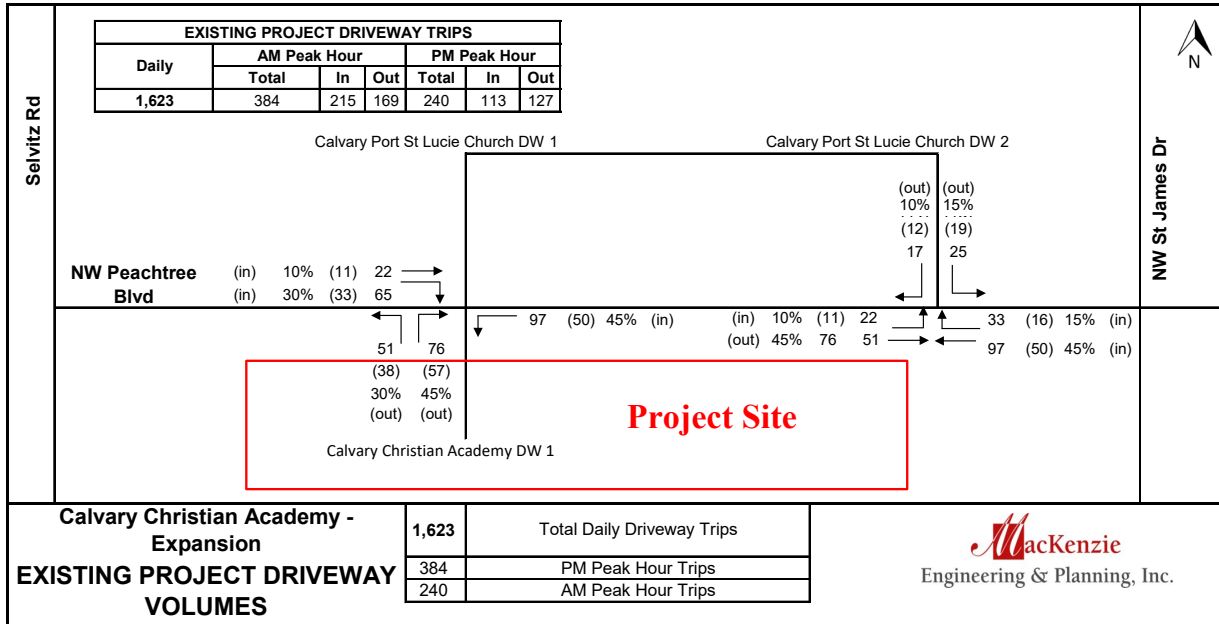 EXISTING PROJECT DRIVEWAY TRIPS
Daily AM Peak Hour PM Peak Hour
Total In Out Total In Out
1,623 384 215 169 240 113 127
N
Selvitz Rd
NW St James Dr
Calvary Port St Lucie Church DW 1
Calvary Port St Lucie Church DW 2
(out) (out)
10% 15%
(12) (19)
17 25
NW Peachtree
Blvd
(in) 10% (11) 22
(in) 30% (33) 65
97 (50) 45% (in)
(in) 10% (11) 22
(out) 45% 76 51
33 (16) 15% (in)
97 (50) 45% (in)
51 76
(38) (57)
30% 45%
(out) (out)
Project Site
Calvary Christian Academy DW 1
Calvary Christian Academy -
Expansion
EXISTING PROJECT DRIVEWAY
VOLUMES
1,623 Total Daily Driveway Trips
384 PM Peak Hour Trips
240 AM Peak Hour Trips
MacKenzie
Engineering & Planning, Inc.